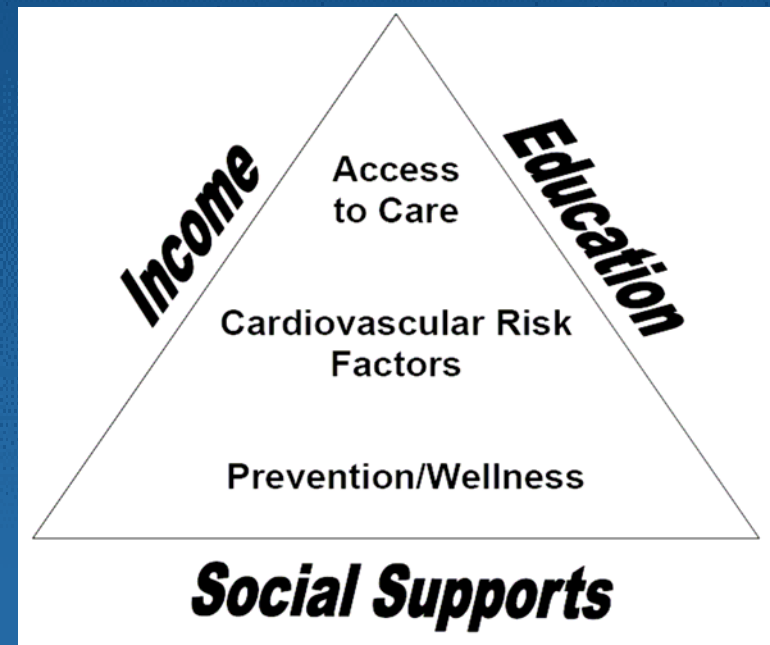 Income
Education
Access
to Care
Cardiovascular Risk
Factors
Prevention/Wellness
Social Supports